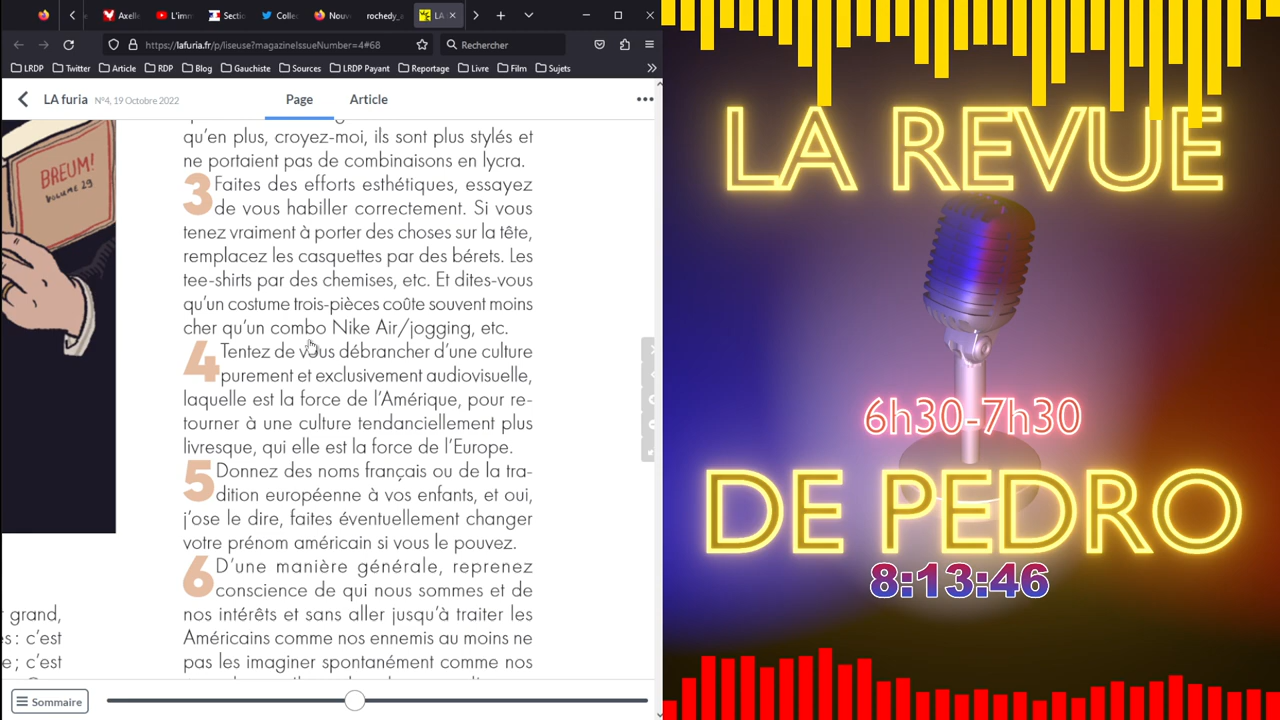 Axelle
L'imm
Sectio
Collec
Nouv
rochedy_
LA
https://lafuria.fr/p/liseuse?magazineIssueNumber=4#68
Rechercher
LRDP
Twitter
Article
RDP
Blog
Gauchiste
Sources
LRDP Payant
Reportage
Livre
Film
Sujets
LA furia N°4, 19 Octobre 2022
Page
Article
BREUM!
VOLUME 29
qu'en plus, croyez-moi, ils sont plus stylés et
ne portaient pas de combinaisons en lycra.
3 Faites des efforts esthétiques, essayez
de vous habiller correctement. Si vous
tenez vraiment à porter des choses sur la tête,
remplacez les casquettes par des bérets. Les
tee-shirts par des chemises, etc. Et dites-vous
qu'un costume trois-pièces coûte souvent moins
cher qu'un combo Nike Air/jogging, etc.
4 Tentez de vous débrancher d'une culture
purement et exclusivement audiovisuelle,
laquelle est la force de l'Amérique, pour re-
tourner à une culture tendanciellement plus
livresque, qui elle est la force de l'Europe.
5 Donnez des noms français ou de la tra-
dition européenne à vos enfants, et oui,
j'ose le dire, faites éventuellement changer
votre prénom américain si vous le pouvez.
6 D'une manière générale, reprenez
conscience de qui nous sommes et de
nos intérêts et sans aller jusqu'à traiter les
Américains comme nos ennemis au moins ne
pas les imaginer spontanément comme nos
grand,
s : c'est
e ; c'est
Sommaire
LA REVUE
6h30-7h30
DE PEDRO
8:13:46